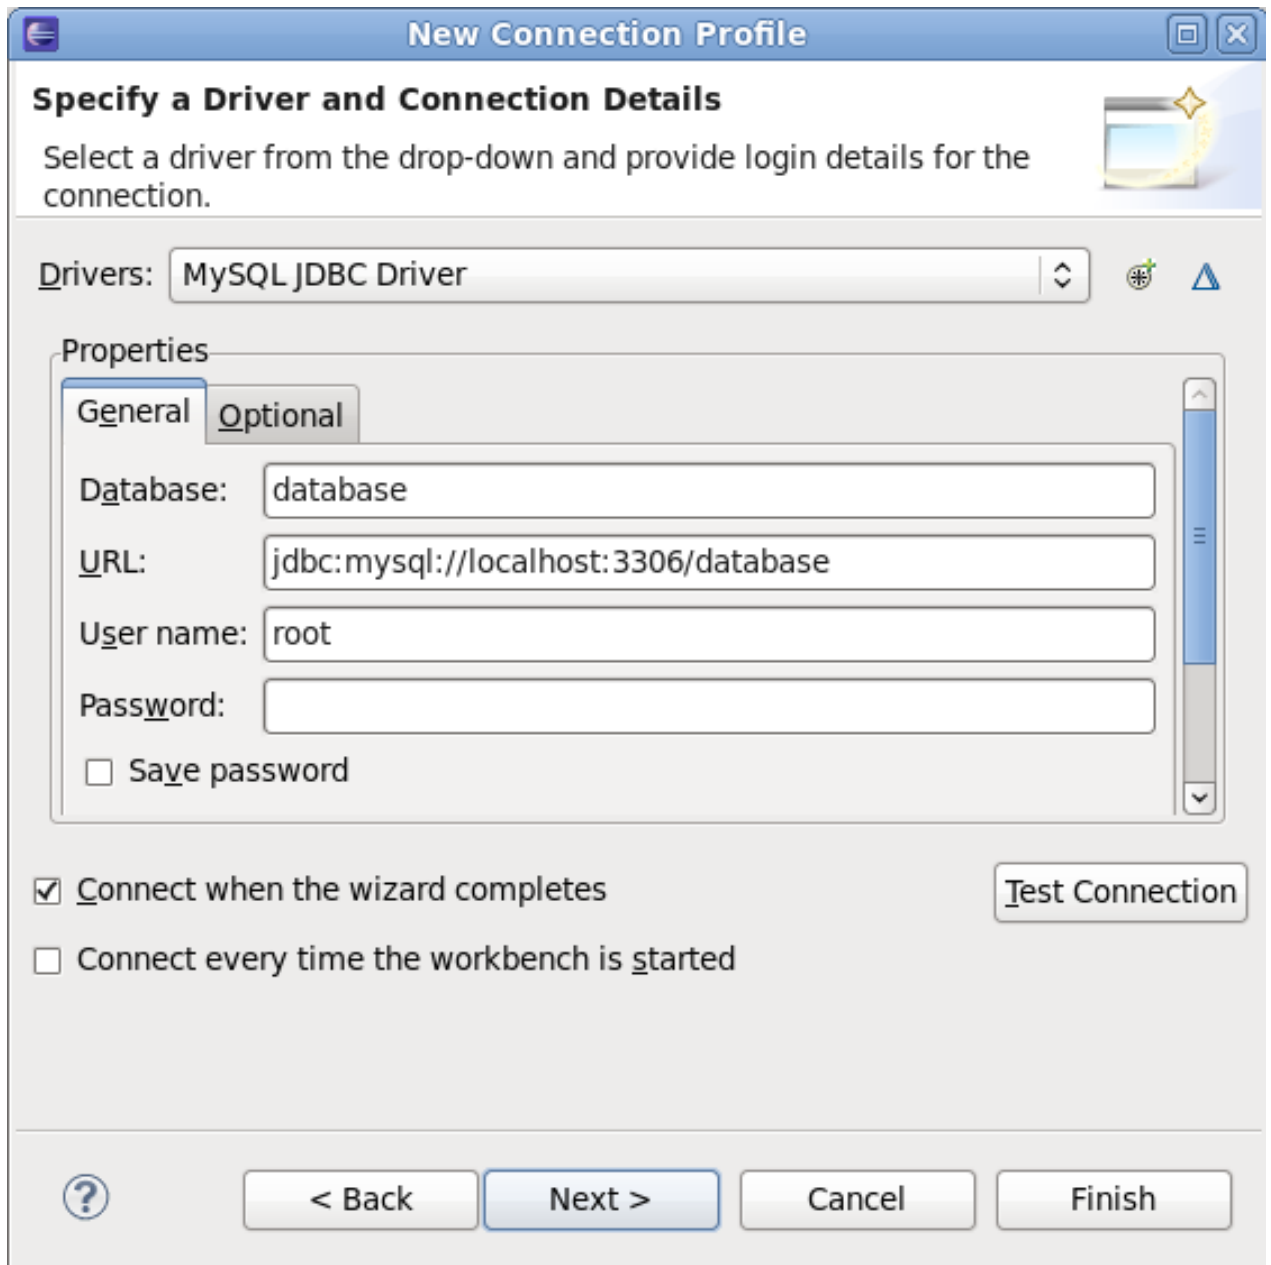 New Connection Profile
Specify a Driver and Connection Details
Select a driver from the drop-down and provide login details for the
connection.
Drivers: MySQL JDBC Driver
Properties
General Optional
Database: database
URL: jdbc:mysql://localhost:3306/database
User name: root
Password:
Save password
Connect when the wizard completes Test Connection
Connect every time the workbench is started
? < Back Next > Cancel Finish